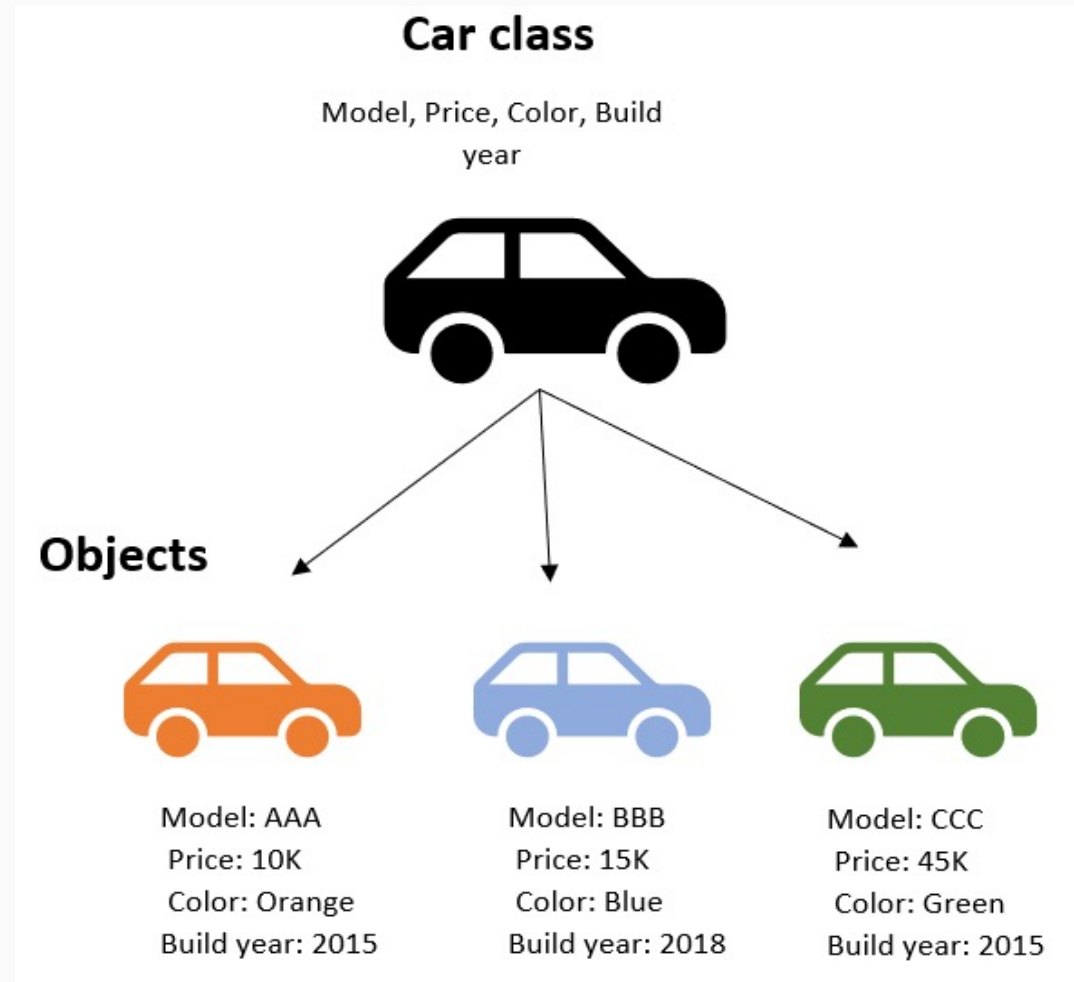 Car class
Model, Price, Color, Build
year
Objects
Model: AAA
Price: 10K
Color: Orange
Build year: 2015
Model: BBB
Price: 15K
Color: Blue
Build year: 2018
Model: CCC
Price: 45K
Color: Green
Build year: 2015